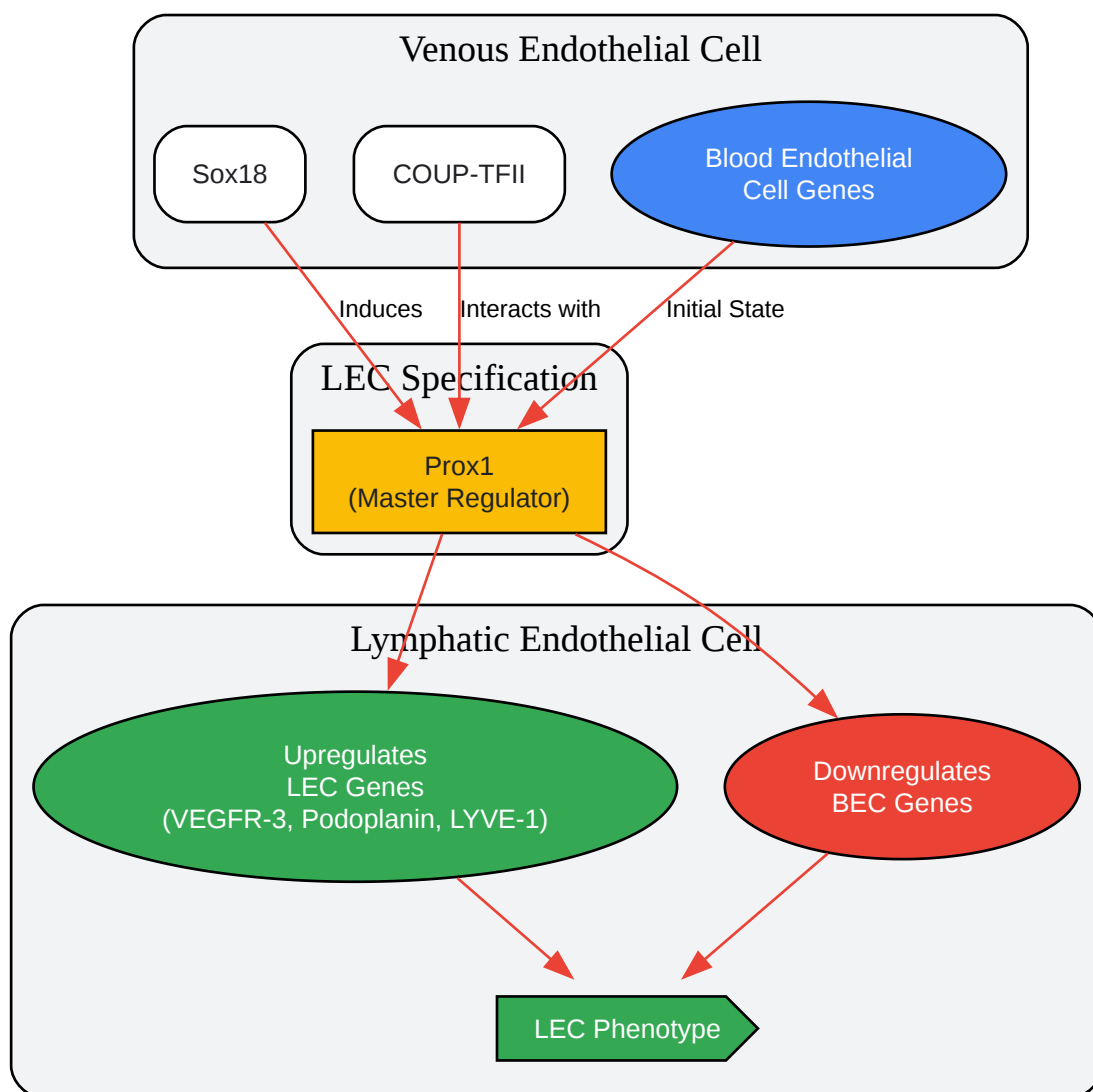 Venous Endothelial Cell
Sox18
COUP-TFII
Blood Endothelial
Cell Genes
Induces
Interacts with
Initial State
LEC Specification
Prox1
(Master Regulator)
Lymphatic Endothelial Cell
Upregulates
LEC Genes
(VEGFR-3, Podoplanin, LYVE-1)
Downregulates
BEC Genes
LEC Phenotype